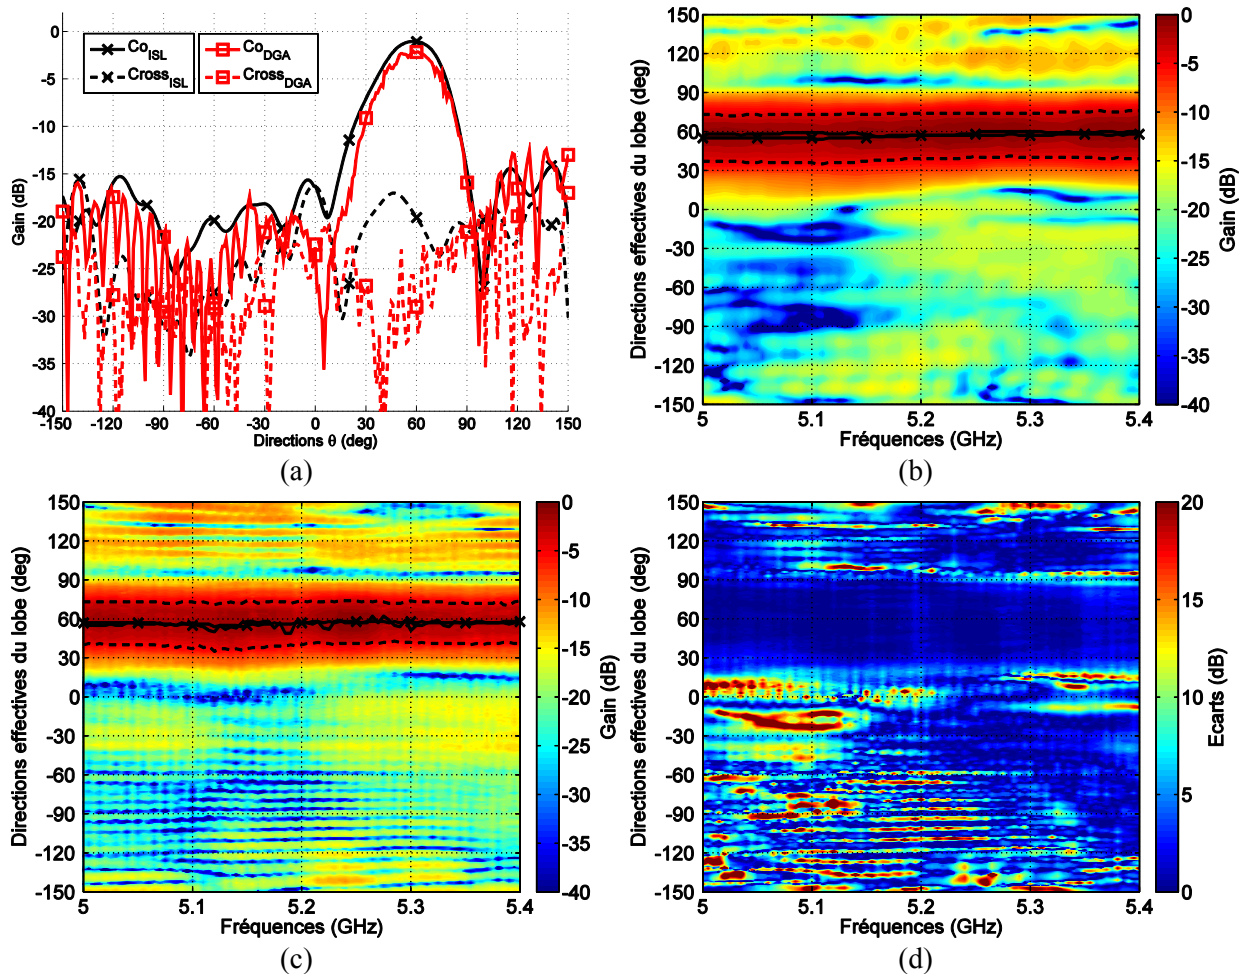 0
-5
-10
-15
-20
-25
-30
-35
-40
Gain (dB)
Co_ISL
Cross_ISL
Co_DGA
Cross_DGA
-150 -120 -90 -60 -30 0 30 60 90 120 150
Directions θ (deg)
(a)
150
120
90
60
30
0
-30
-60
-90
-120
-150
Directions effectives du lobe (deg)
5 5.1 5.2 5.3 5.4
Fréquences (GHz)
0
-5
-10
-15
-20
-25
-30
-35
-40
Gain (dB)
(b)
150
120
90
60
30
0
-30
-60
-90
-120
-150
Directions effectives du lobe (deg)
5 5.1 5.2 5.3 5.4
Fréquences (GHz)
0
-5
-10
-15
-20
-25
-30
-35
-40
Gain (dB)
(c)
150
120
90
60
30
0
-30
-60
-90
-120
-150
Directions effectives du lobe (deg)
5 5.1 5.2 5.3 5.4
Fréquences (GHz)
20
15
10
5
0
Ecarts (dB)
(d)